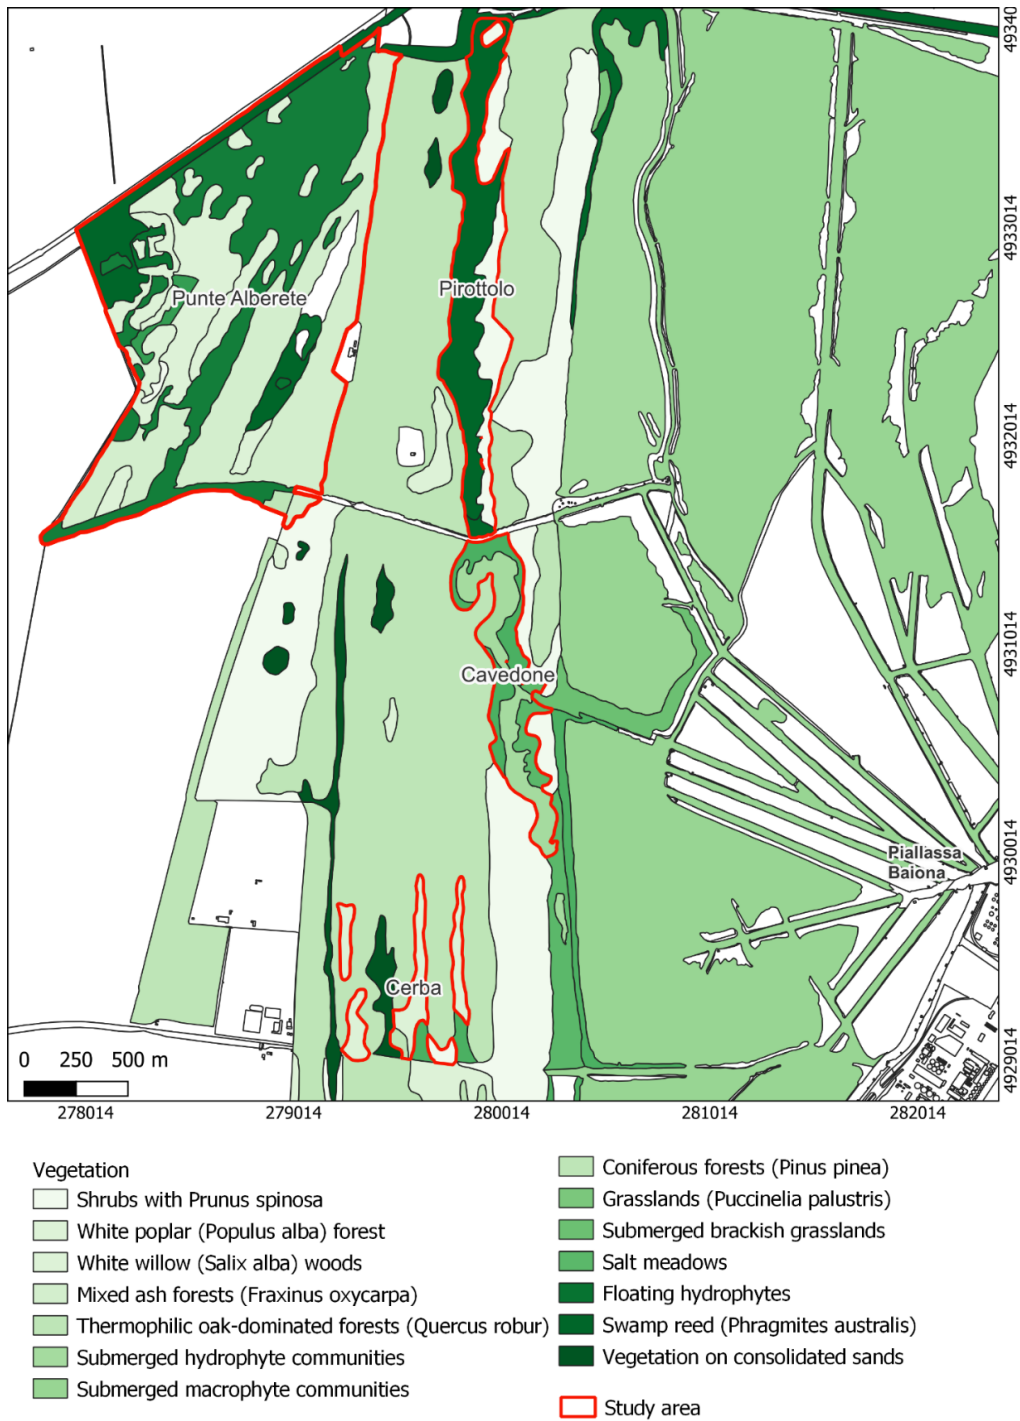 49340
4933014
4932014
4931014
4930014
4929014
Punte Alberete
Pirottolo
Cavedone
Piallassa
Baiona
Cerba
0 250 500 m
278014 279014 280014 281014 282014
Vegetation
Shrubs with Prunus spinosa
White poplar (Populus alba) forest
White willow (Salix alba) woods
Mixed ash forests (Fraxinus oxycarpa)
Thermophilic oak-dominated forests (Quercus robur)
Submerged hydrophyte communities
Submerged macrophyte communities
Coniferous forests (Pinus pinea)
Grasslands (Puccinelia palustris)
Submerged brackish grasslands
Salt meadows
Floating hydrophytes
Swamp reed (Phragmites australis)
Vegetation on consolidated sands
Study area